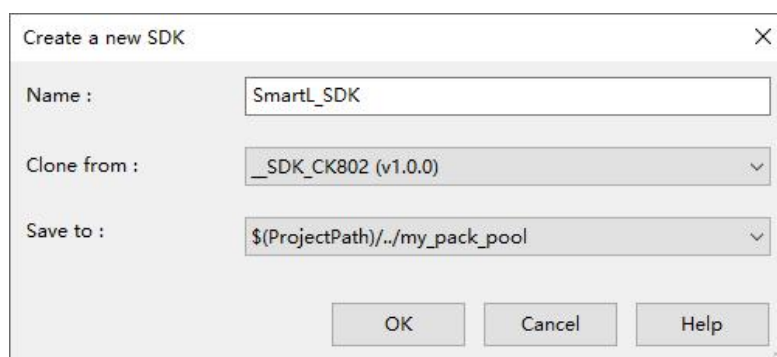 Create a new SDK
Name : SmartL_SDK
Clone from : __SDK_CK802 (v1.0.0)
Save to : $(ProjectPath)/../my_pack_pool
OK Cancel Help